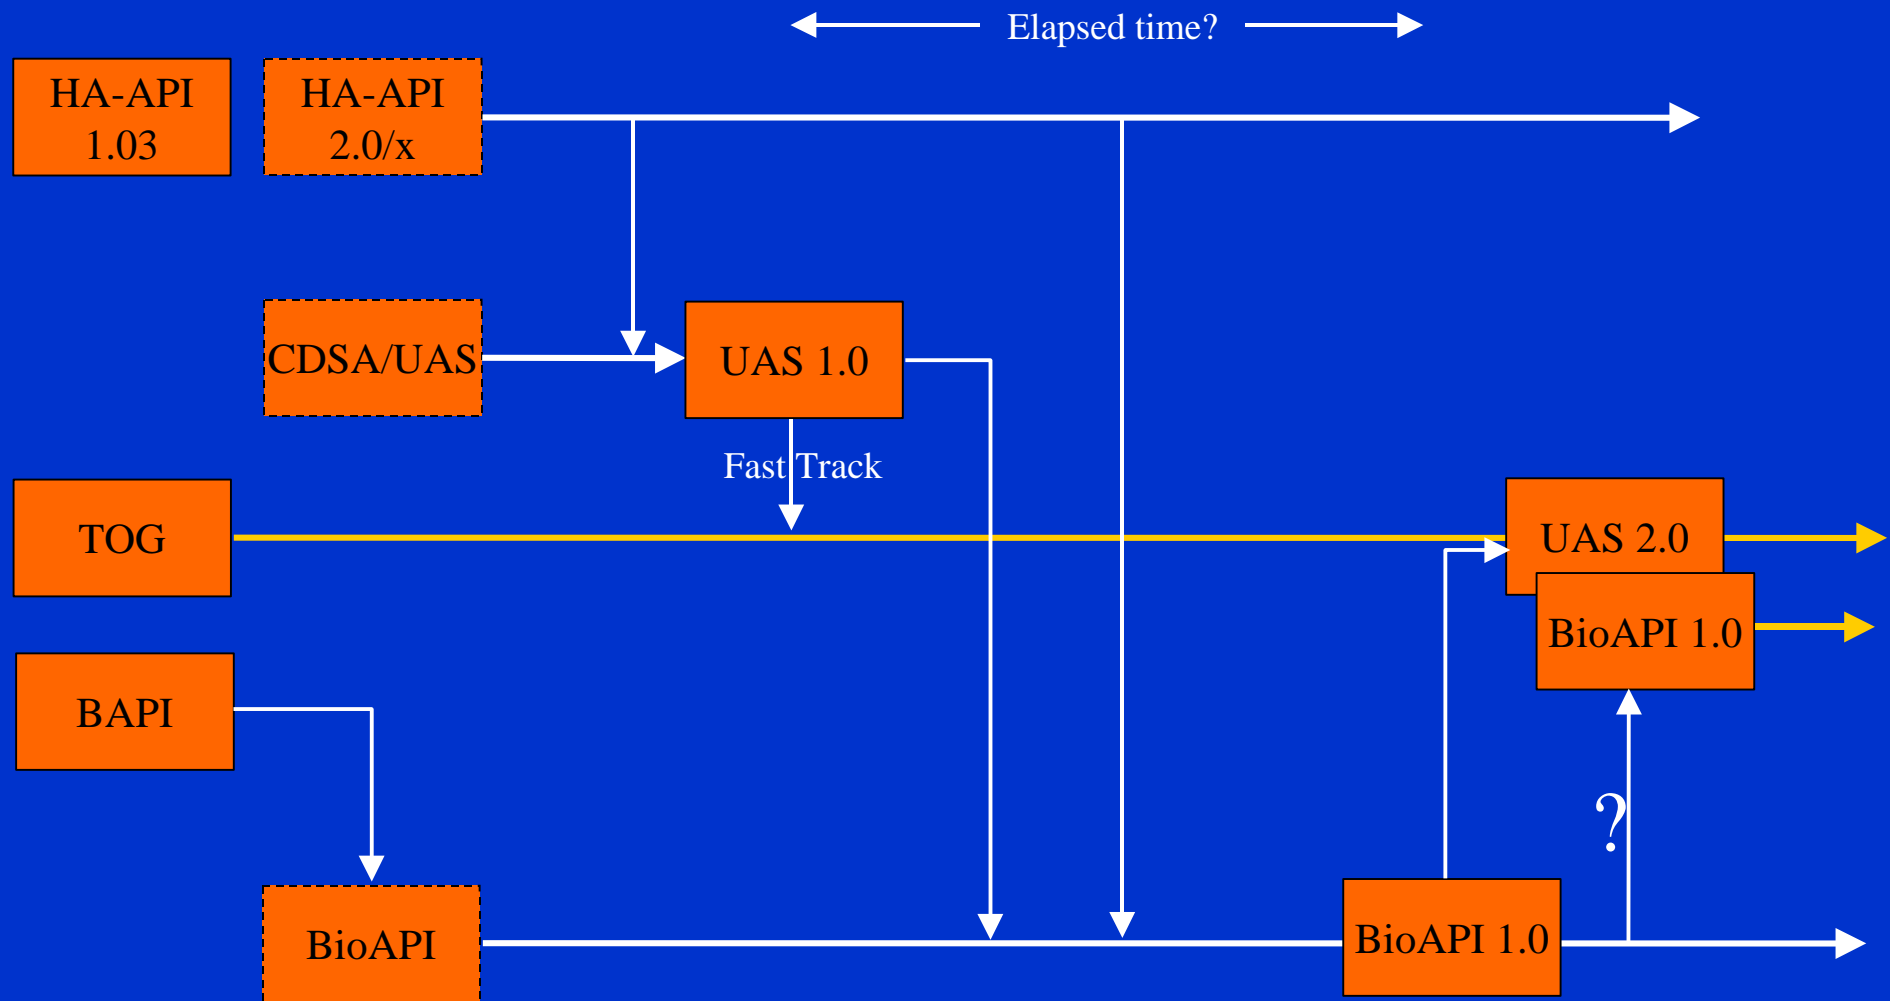 Elapsed time?
HA-API
1.03
HA-API
2.0/x
CDSA/UAS
UAS 1.0
Fast Track
TOG
UAS 2.0
BioAPI 1.0
BAPI
?
BioAPI
BioAPI 1.0